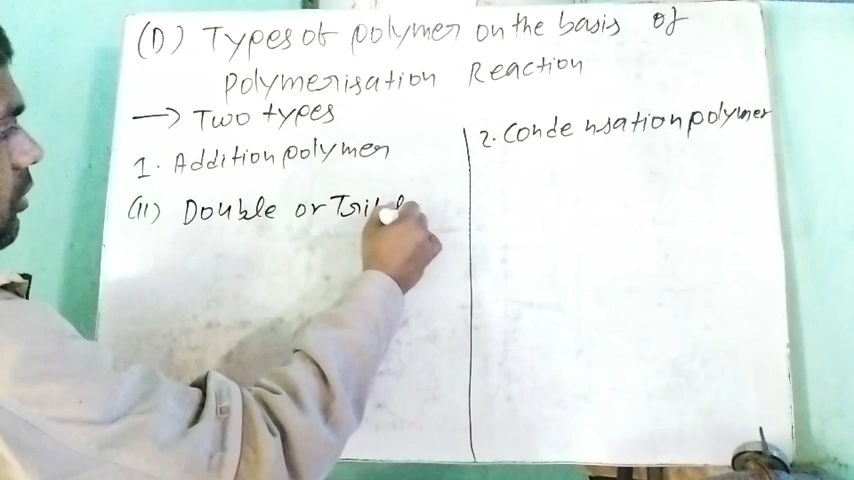 (D) Types of polymer on the basis of
polymerisation Reaction
→ Two types
1. Addition polymer
(II) Double or
2. Condensation polymer